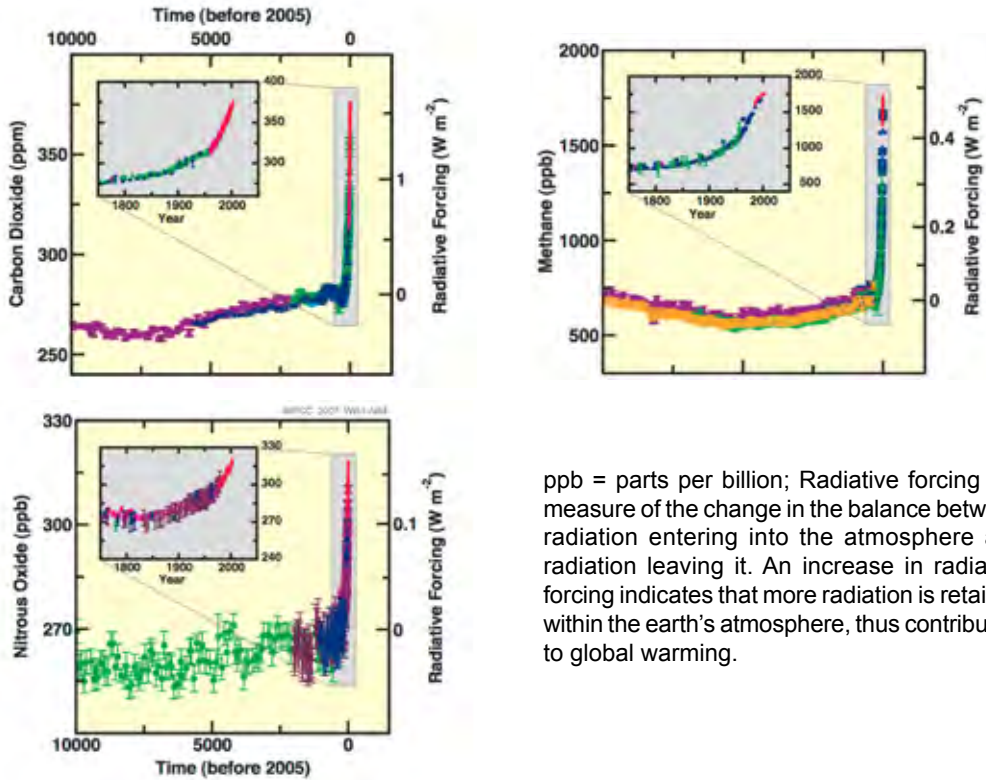 Time (before 2005)
10000 5000 0
Carbon Dioxide (ppm)
350
300
250
400
300
200
1800 1900 2000
Year
1
0
Radiative Forcing (W m⁻²)
Methane (ppb)
2000
1500
1000
500
2000
1500
1000
500
1800 1900 2000
Year
0.4
0.2
0
Radiative Forcing (W m⁻²)
2007
Nitrous Oxide (ppb)
330
300
270
330
300
270
240
1800 1900 2000
Year
0.1
0
Radiative Forcing (W m⁻²)
10000 5000 0
Time (before 2005)
ppb = parts per billion; Radiative forcing
measure of the change in the balance betw
radiation entering into the atmosphere a
radiation leaving it. An increase in radia
forcing indicates that more radiation is retai
within the earth's atmosphere, thus contribu
to global warming.